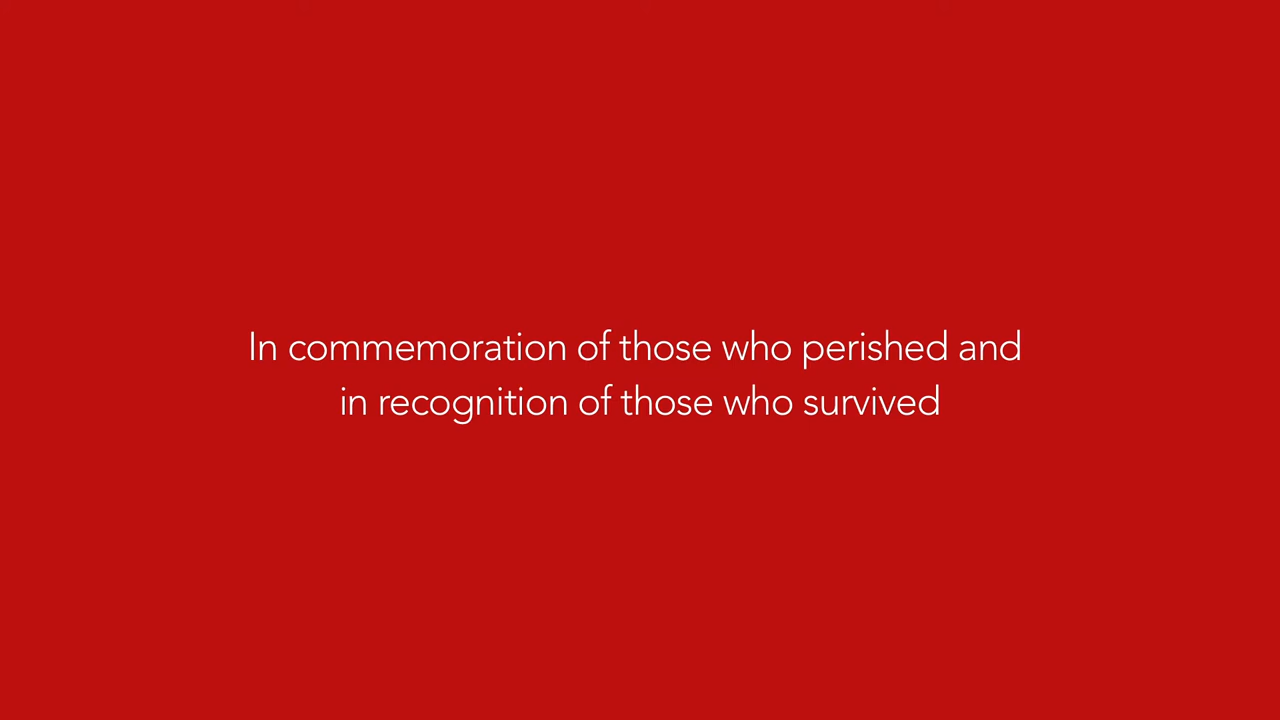 In commemoration of those who perished and
in recognition of those who survived